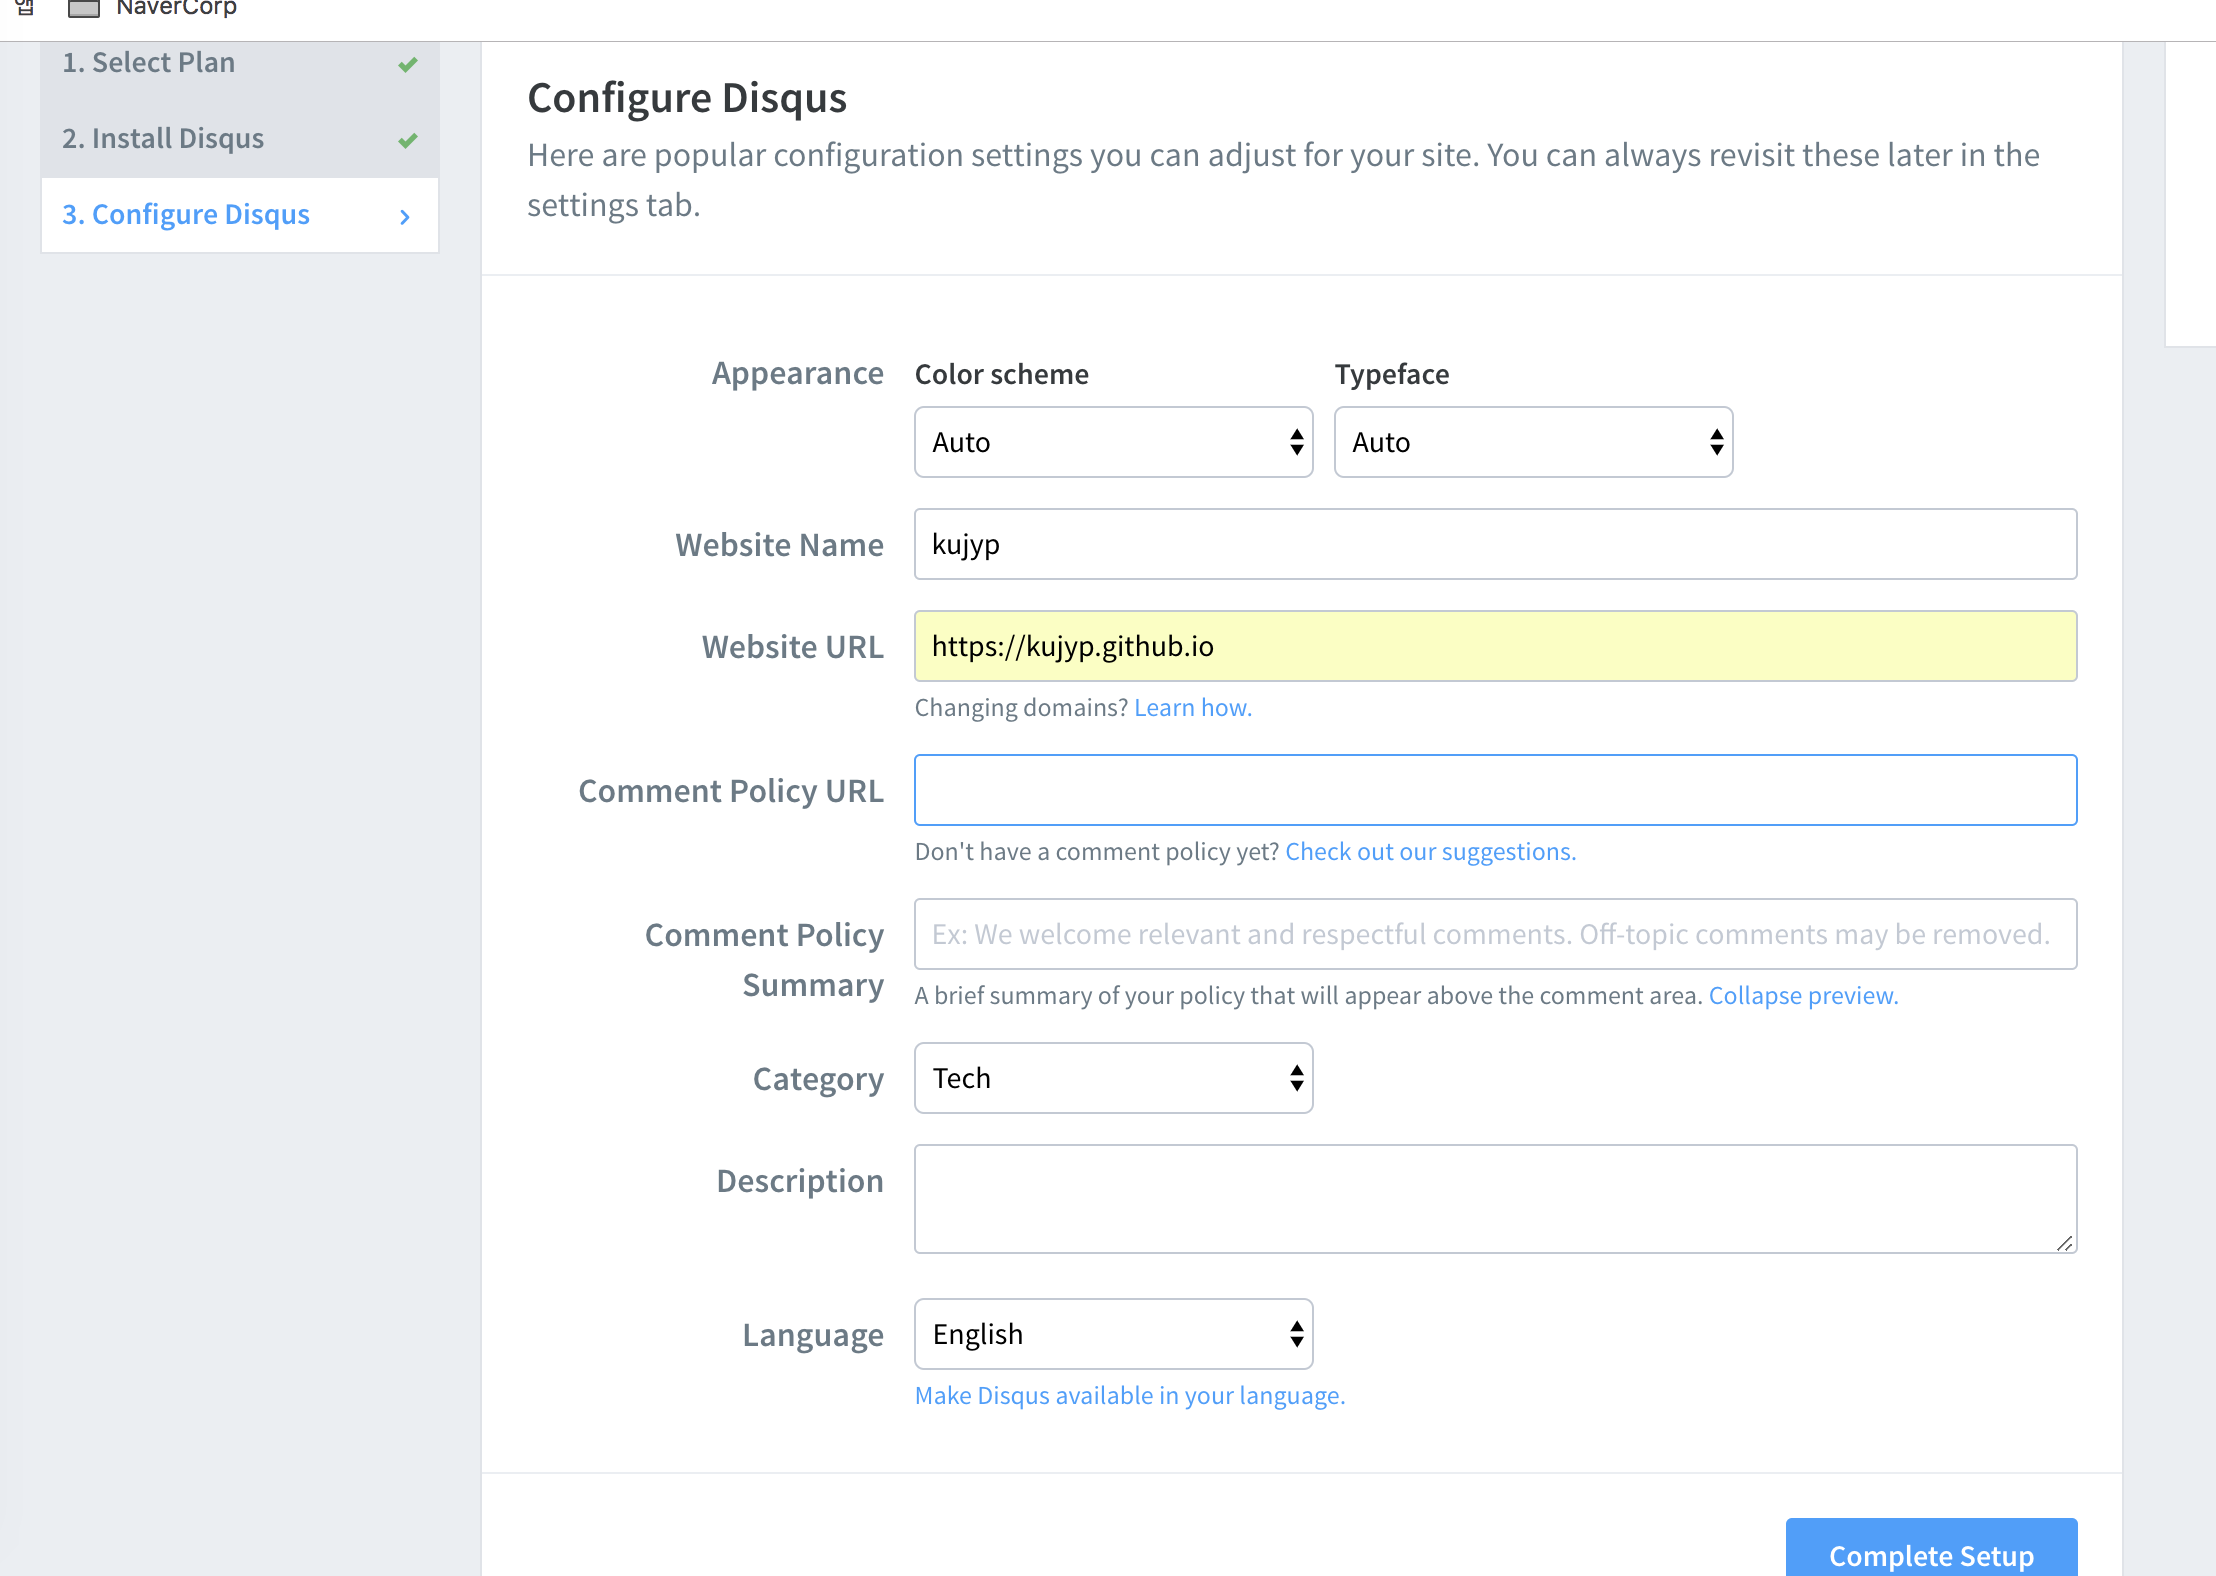 앱 NaverCorp
1. Select Plan
2. Install Disqus
3. Configure Disqus
Configure Disqus
Here are popular configuration settings you can adjust for your site. You can always revisit these later in the
settings tab.
Appearance Color scheme Typeface
Auto Auto
Website Name kujyp
Website URL https://kujyp.github.io
Changing domains? Learn how.
Comment Policy URL
Don't have a comment policy yet? Check out our suggestions.
Comment Policy Ex: We welcome relevant and respectful comments. Off-topic comments may be removed.
Summary A brief summary of your policy that will appear above the comment area. Collapse preview.
Category Tech
Description
Language English
Make Disqus available in your language.
Complete Setup